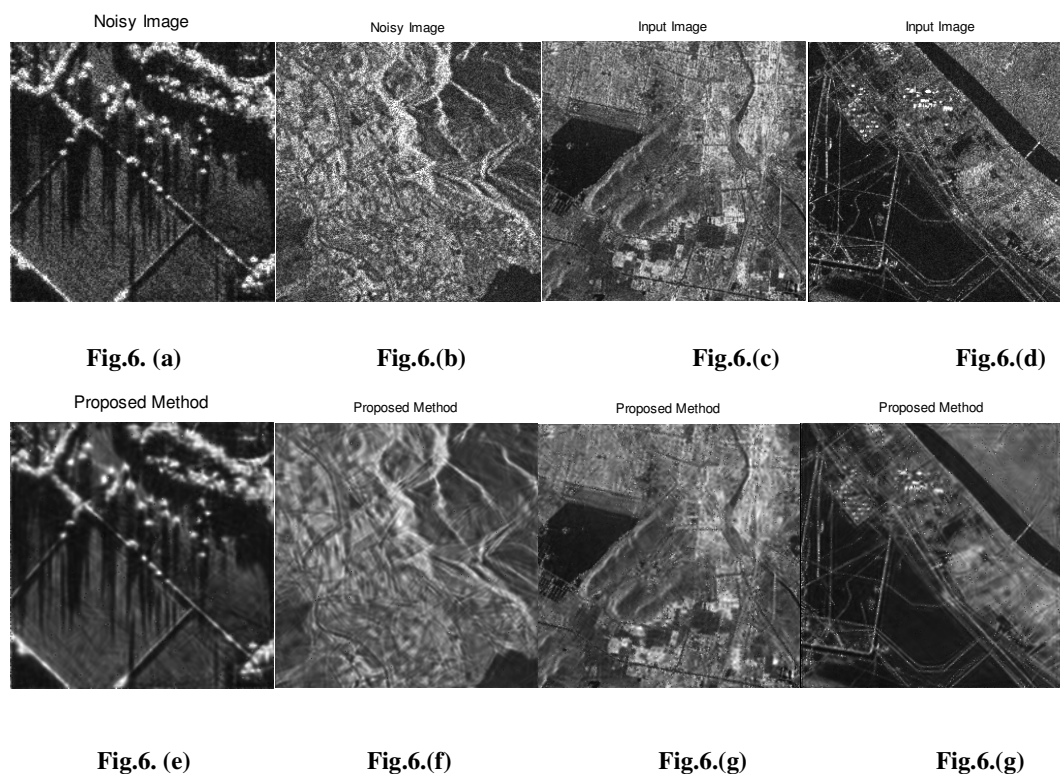 Noisy Image Noisy Image Input Image Input Image
Fig.6. (a) Fig.6.(b) Fig.6.(c) Fig.6.(d)
Proposed Method Proposed Method Proposed Method Proposed Method
Fig.6. (e) Fig.6.(f) Fig.6.(g) Fig.6.(g)